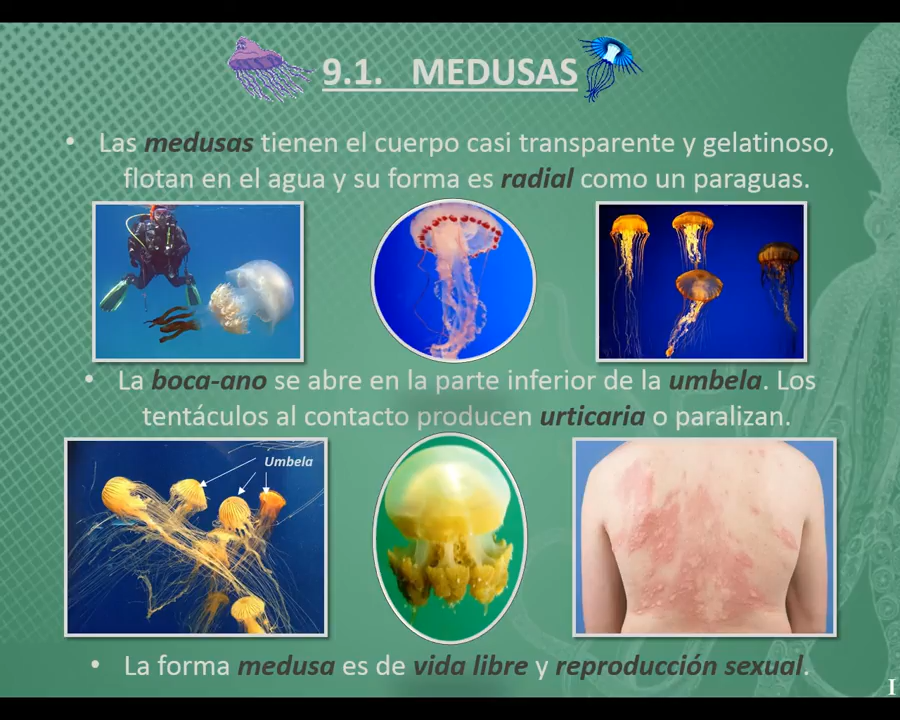 9.1. MEDUSAS
• Las medusas tienen el cuerpo casi transparente y gelatinoso,
flotan en el agua y su forma es radial como un paraguas.
• La boca-ano se abre en la parte inferior de la umbela. Los
tentáculos al contacto producen urticaria o paralizan.
Umbela
• La forma medusa es de vida libre y reproducción sexual.
I